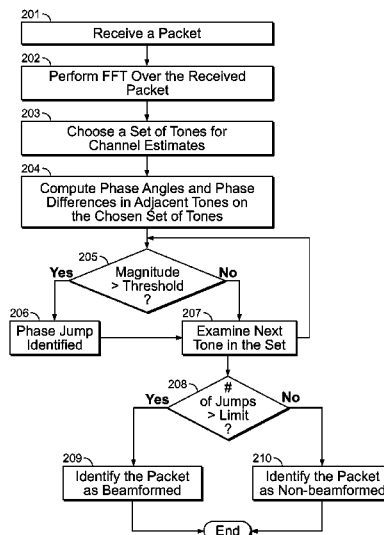 201
Receive a Packet
202
Perform FFT Over the Received
Packet
203
Choose a Set of Tones for
Channel Estimates
204
Compute Phase Angles and Phase
Differences in Adjacent Tones on
the Chosen Set of Tones
205
Yes
Magnitude
> Threshold
?
No
206
Phase Jump
Identified
207
Examine Next
Tone in the Set
208
Yes
#
of Jumps
> Limit
?
No
209
Identify the Packet
as Beamformed
210
Identify the Packet
as Non-beamformed
End